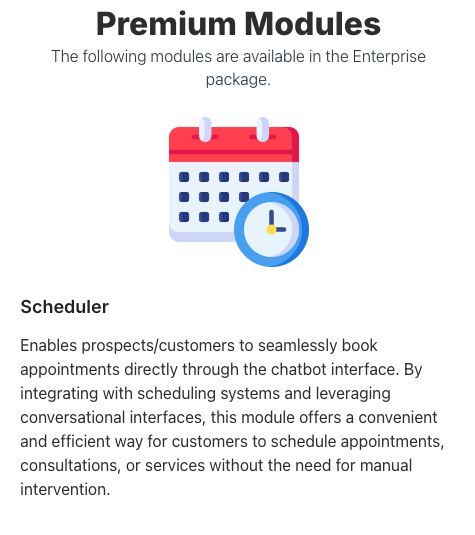 Premium Modules
The following modules are available in the Enterprise
package.
Scheduler
Enables prospects/customers to seamlessly book
appointments directly through the chatbot interface. By
integrating with scheduling systems and leveraging
conversational interfaces, this module offers a convenient
and efficient way for customers to schedule appointments,
consultations, or services without the need for manual
intervention.